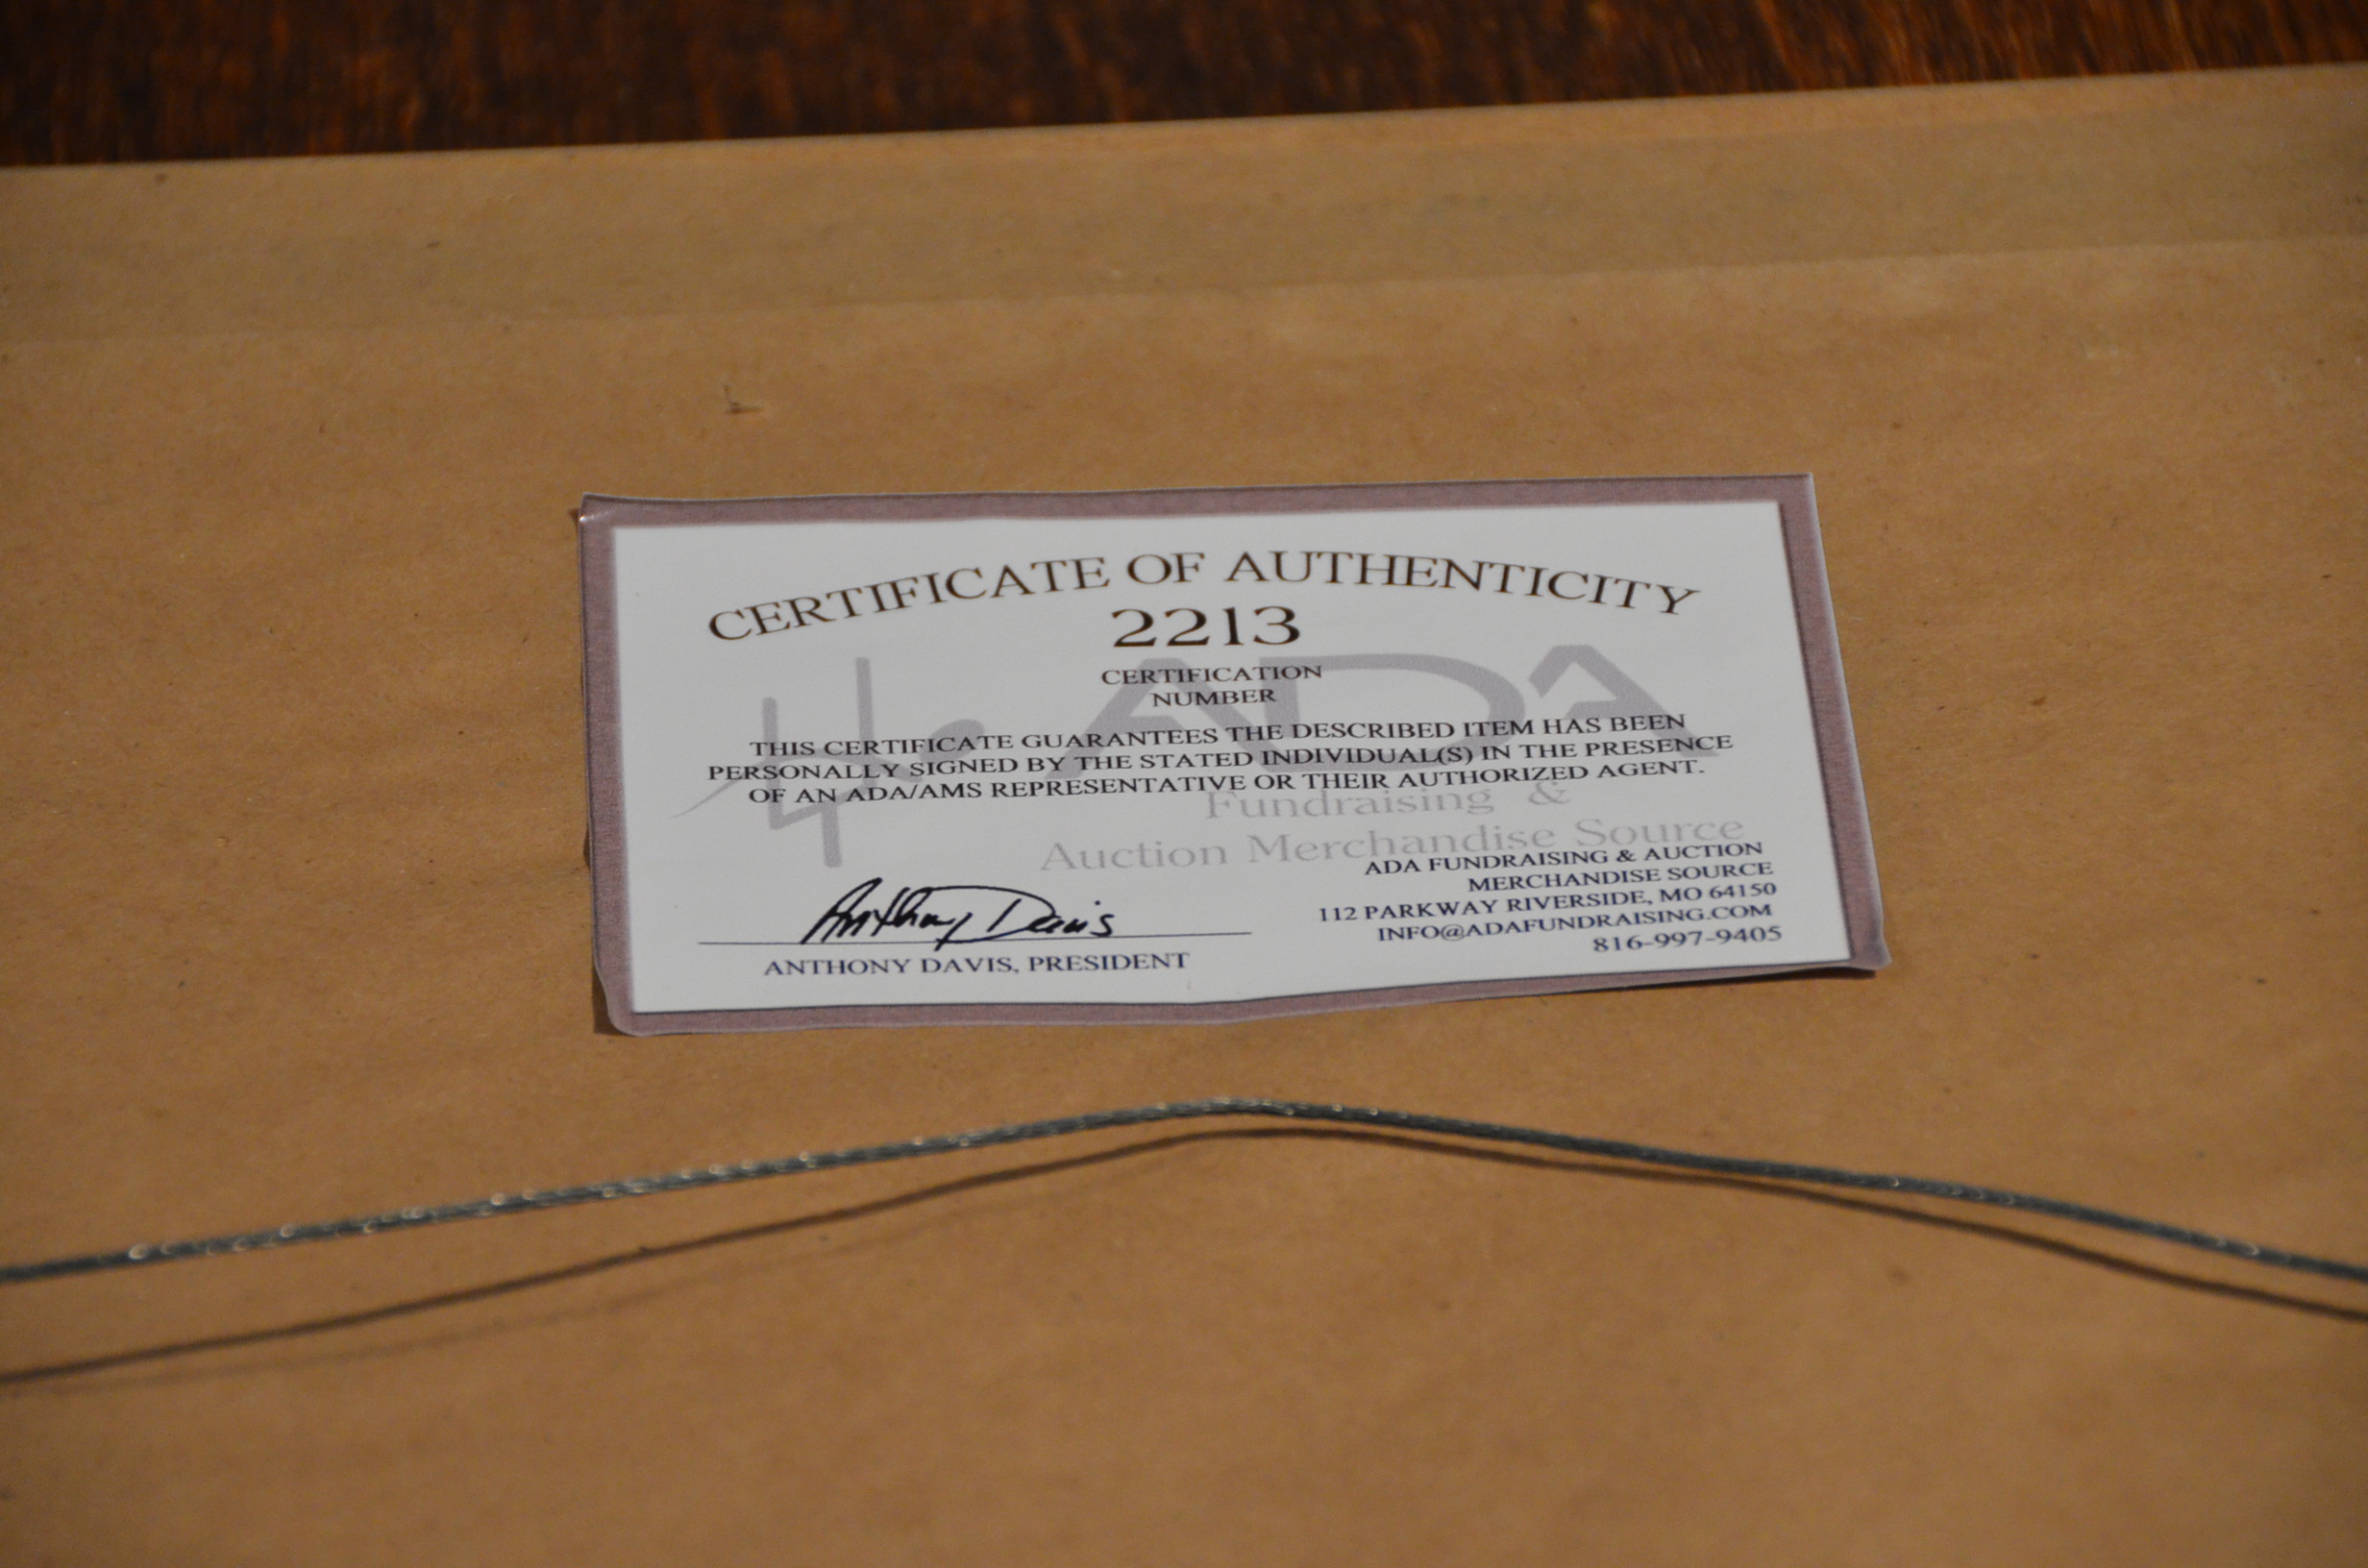 CERTIFICATE OF AUTHENTICITY
2213
CERTIFICATION
NUMBER
ADA
THIS CERTIFICATE GUARANTEES THE DESCRIBED ITEM HAS BEEN
PERSONALLY SIGNED BY THE STATED INDIVIDUAL(S) IN THE PRESENCE
OF AN ADA/AMS REPRESENTATIVE OR THEIR AUTHORIZED AGENT.
Fundraising &
Auction Merchandise Source
ADA FUNDRAISING & AUCTION
MERCHANDISE SOURCE
112 PARKWAY RIVERSIDE, MO 64150
INFO@ADAFUNDRAISING.COM
816-997-9405
Anthony Davis
ANTHONY DAVIS, PRESIDENT